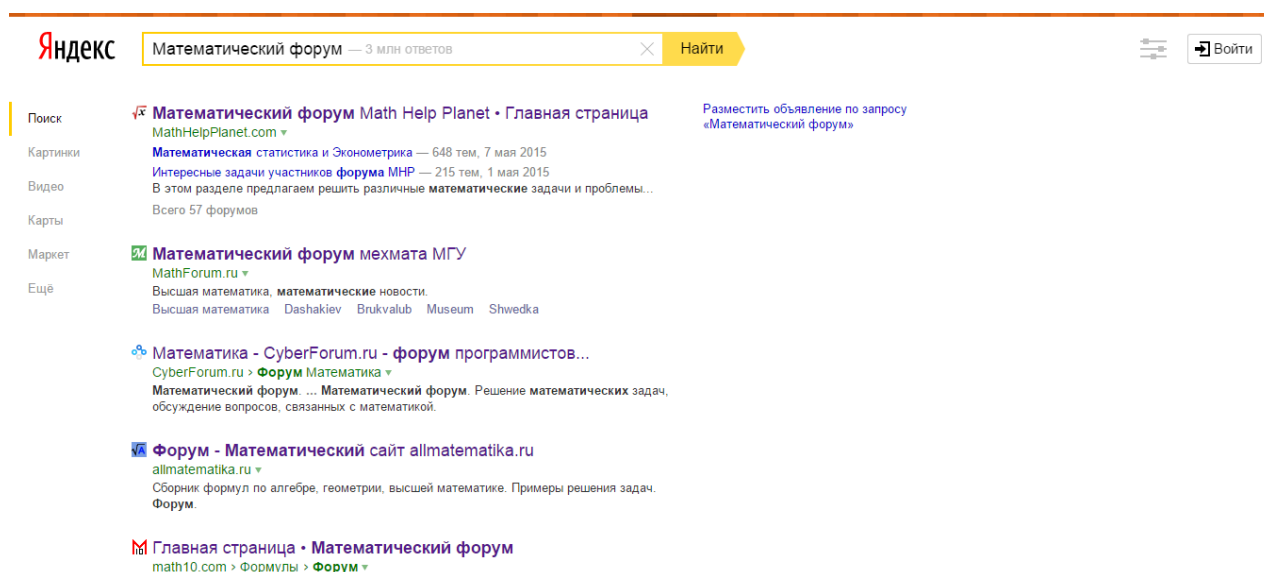 Яндекс
Математический форум — 3 млн ответов
Найти
Войти
Поиск
Картинки
Видео
Карты
Маркет
Ещё
Математический форум Math Help Planet • Главная страница
MathHelpPlanet.com
Математическая статистика и Эконометрика — 648 тем, 7 мая 2015
Интересные задачи участников форума МНР — 215 тем, 1 мая 2015
В этом разделе предлагаем решить различные математические задачи и проблемы...
Всего 57 форумов
Математический форум мехмата МГУ
MathForum.ru
Высшая математика, математические новости.
Высшая математика Dashakiev Brukvalub Museum Shwedka
Математика - CyberForum.ru - форум программистов...
CyberForum.ru › Форум Математика
Математический форум. ... Математический форум. Решение математических задач,
обсуждение вопросов, связанных с математикой.
Форум - Математический сайт allmatematika.ru
allmatematika.ru
Сборник формул по алгебре, геометрии, высшей математике. Примеры решения задач.
Форум.
Главная страница • Математический форум
math10.com › Формулы › Форум
Разместить объявление по запросу
«Математический форум»